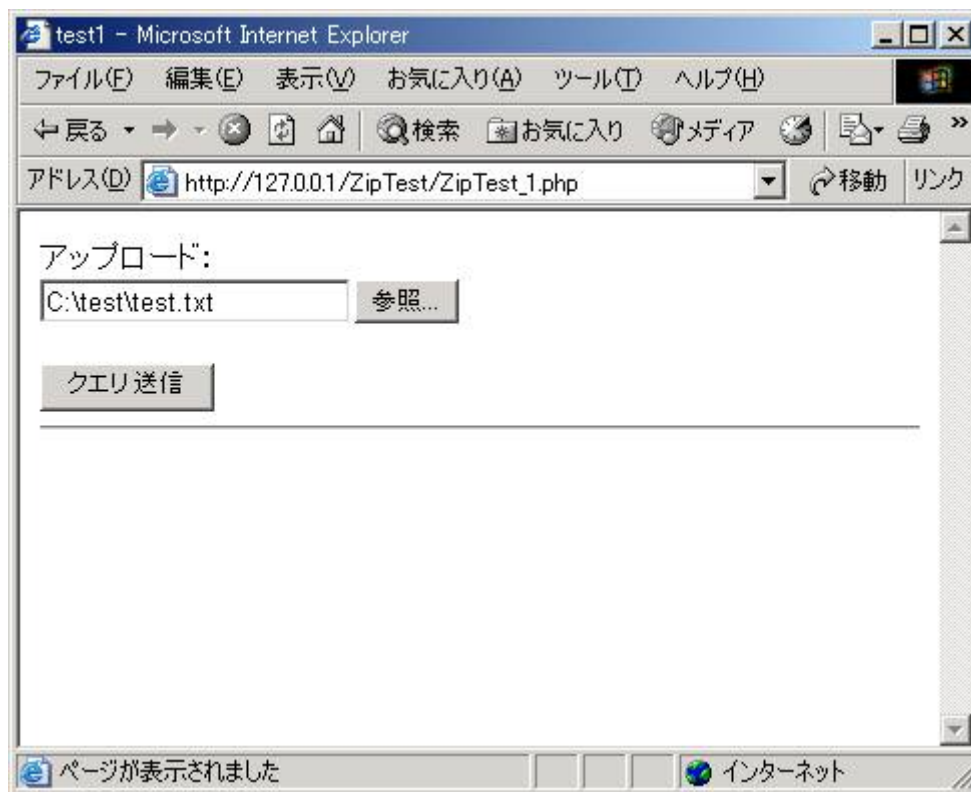 test1 - Microsoft Internet Explorer
ファイル(F) 編集(E) 表示(V) お気に入り(A) ツール(T) ヘルプ(H)
戻る 検索 お気に入り メディア »
アドレス(D) http://127.0.0.1/ZipTest/ZipTest_1.php 移動 リンク
アップロード:
C:\test\test.txt 参照...
クエリ送信
ページが表示されました インターネット